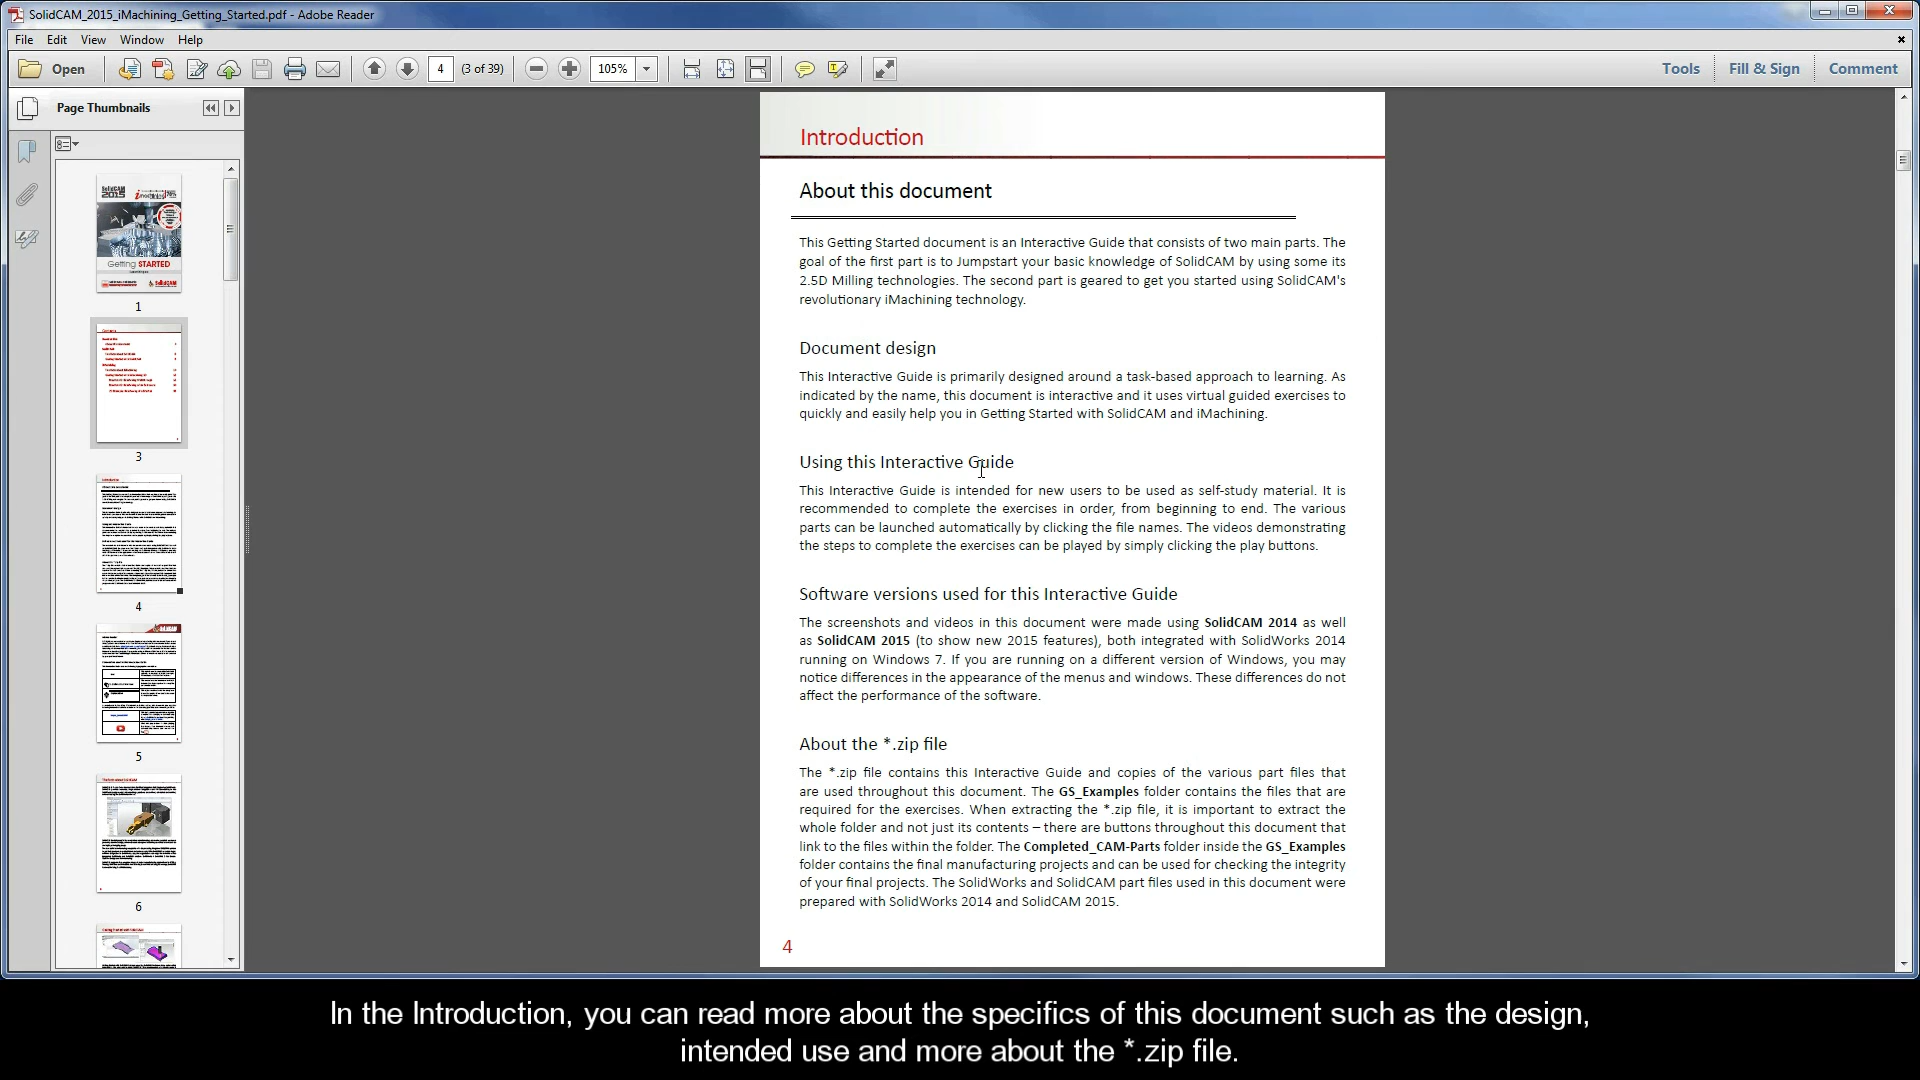 SolidCAM_2015_iMachining_Getting_Started.pdf - Adobe Reader
File Edit View Window Help
Open 4 (3 of 39) 105% Tools Fill & Sign Comment
Page Thumbnails
SolidCAM
2015
Getting STARTED
1
3
4
5
6
Introduction
About this document
This Getting Started document is an Interactive Guide that consists of two main parts. The
goal of the first part is to Jumpstart your basic knowledge of SolidCAM by using some its
2.5D Milling technologies. The second part is geared to get you started using SolidCAM's
revolutionary iMachining technology.
Document design
This Interactive Guide is primarily designed around a task-based approach to learning. As
indicated by the name, this document is interactive and it uses virtual guided exercises to
quickly and easily help you in Getting Started with SolidCAM and iMachining.
Using this Interactive Guide
This Interactive Guide is intended for new users to be used as self-study material. It is
recommended to complete the exercises in order, from beginning to end. The various
parts can be launched automatically by clicking the file names. The videos demonstrating
the steps to complete the exercises can be played by simply clicking the play buttons.
Software versions used for this Interactive Guide
The screenshots and videos in this document were made using SolidCAM 2014 as well
as SolidCAM 2015 (to show new 2015 features), both integrated with SolidWorks 2014
running on Windows 7. If you are running on a different version of Windows, you may
notice differences in the appearance of the menus and windows. These differences do not
affect the performance of the software.
About the *.zip file
The *.zip file contains this Interactive Guide and copies of the various part files that
are used throughout this document. The GS_Examples folder contains the files that are
required for the exercises. When extracting the *.zip file, it is important to extract the
whole folder and not just its contents – there are buttons throughout this document that
link to the files within the folder. The Completed_CAM-Parts folder inside the GS_Examples
folder contains the final manufacturing projects and can be used for checking the integrity
of your final projects. The SolidWorks and SolidCAM part files used in this document were
prepared with SolidWorks 2014 and SolidCAM 2015.
4
In the Introduction, you can read more about the specifics of this document such as the design,
intended use and more about the *.zip file.